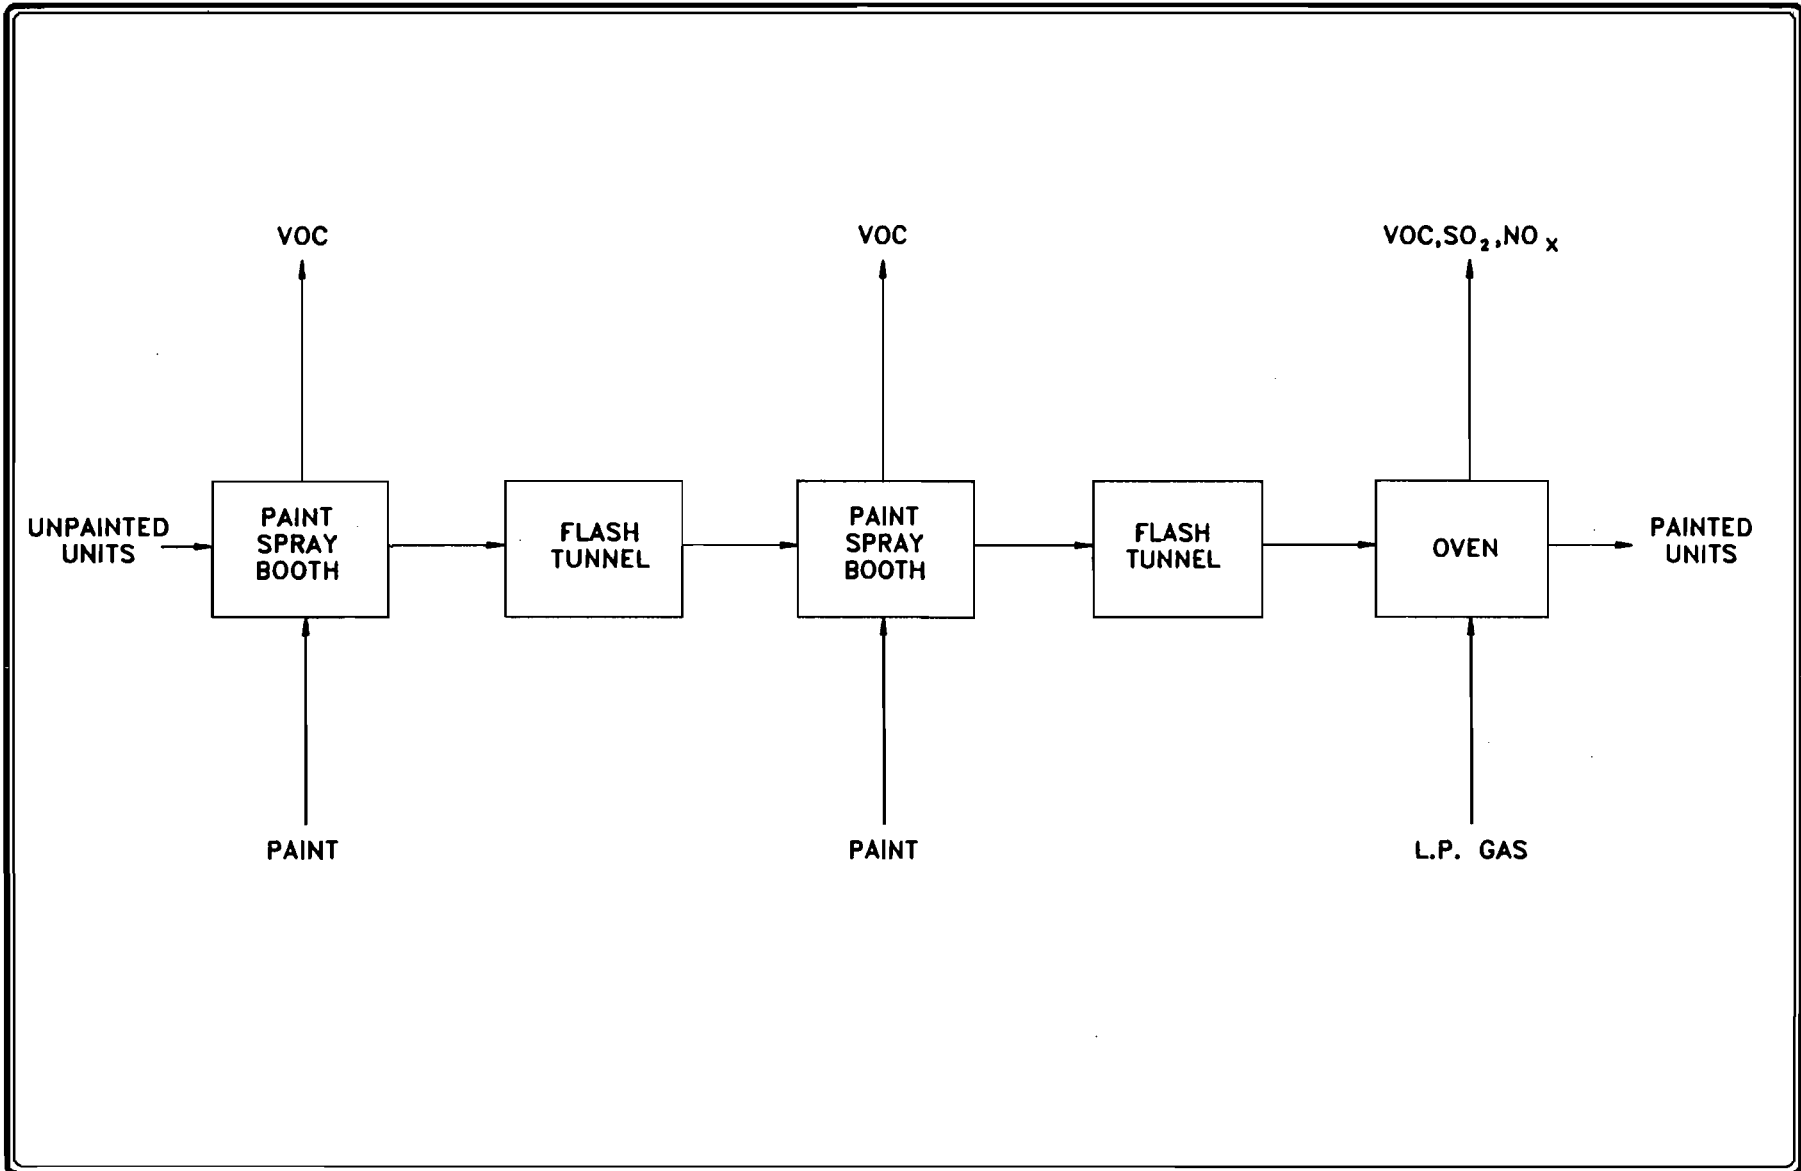 VOC
VOC
VOC,SO₂,NOₓ
UNPAINTED
UNITS
PAINT
SPRAY
BOOTH
FLASH
TUNNEL
PAINT
SPRAY
BOOTH
FLASH
TUNNEL
OVEN
PAINTED
UNITS
PAINT
PAINT
L.P. GAS